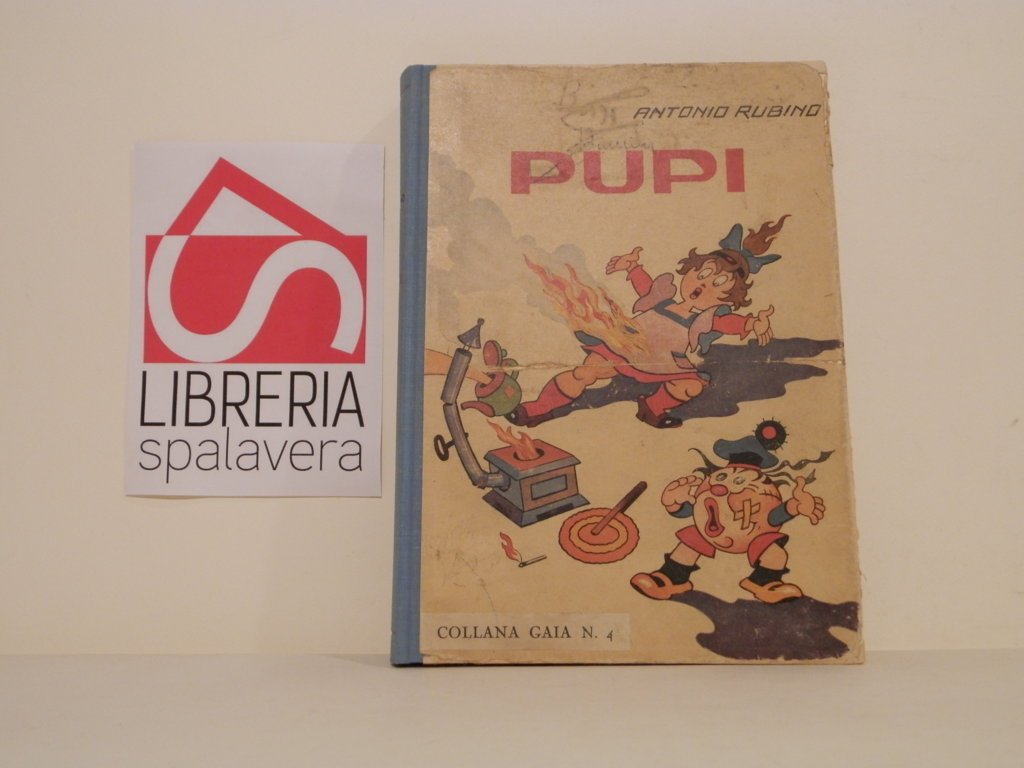 LIBRERIA
spalavera
ANTONIO RUBINO
PUPI
COLLANA GAIA N. 4